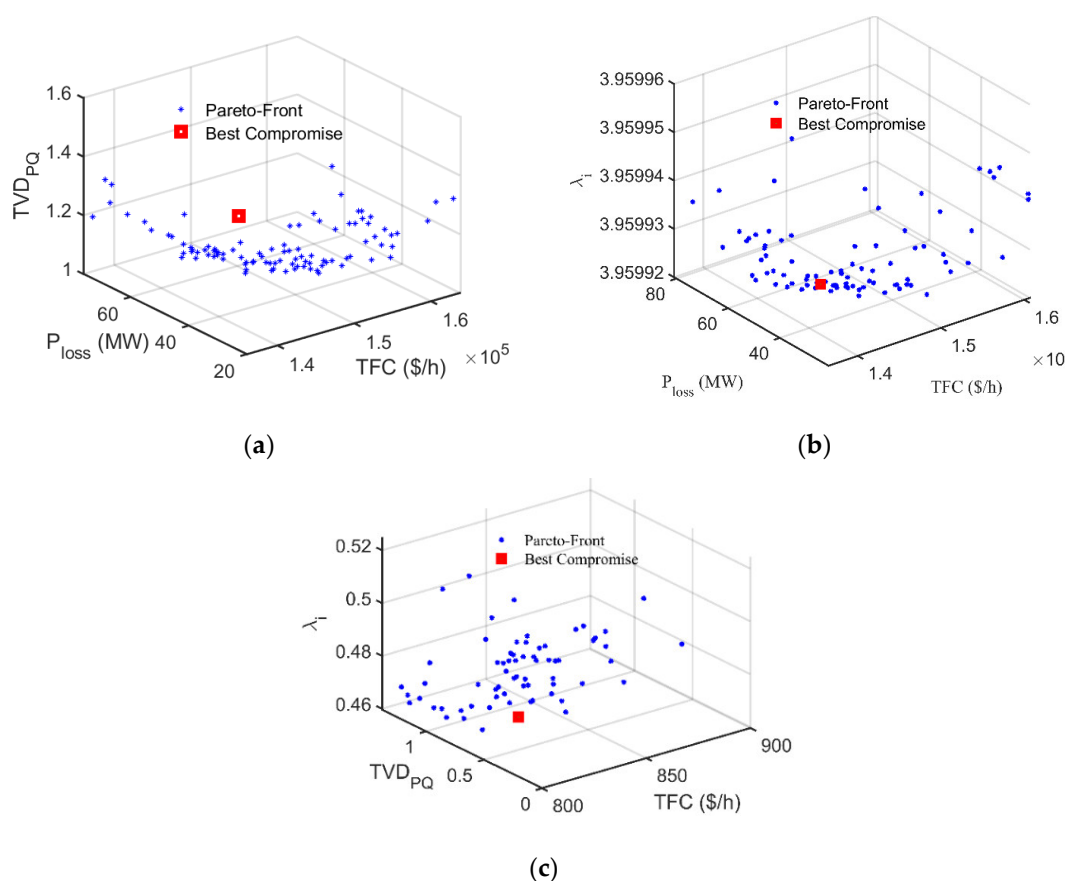 1.6
1.4
1.2
1
TVD_PQ
Pareto-Front
Best Compromise
60
40
20
P_loss (MW)
1.4
1.5
1.6
×10^5
TFC ($/h)
(a)
3.95996
3.95995
3.95994
3.95993
3.95992
λ_i
Pareto-Front
Best Compromise
80
60
40
P_loss (MW)
1.4
1.5
1.6
×10
TFC ($/h)
(b)
0.52
0.5
0.48
0.46
λ_i
Pareto-Front
Best Compromise
1
0.5
0
TVD_PQ
800
850
900
TFC ($/h)
(c)